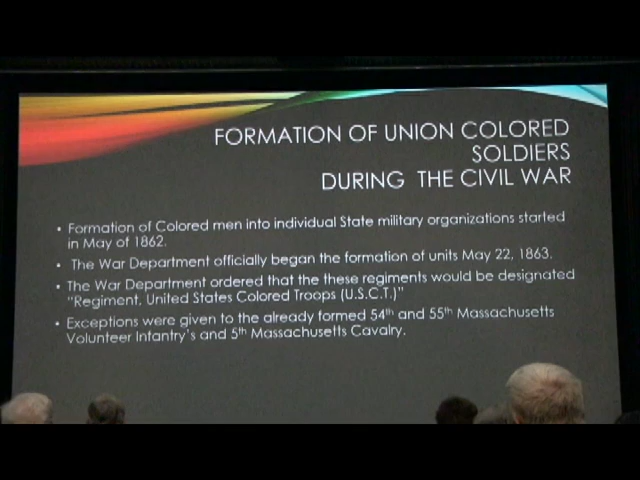 FORMATION OF UNION COLORED
SOLDIERS
DURING THE CIVIL WAR
• Formation of Colored men into individual State military organizations started
in May of 1862.
• The War Department officially began the formation of units May 22, 1863.
• The War Department ordered that the these regiments would be designated
"Regiment, United States Colored Troops (U.S.C.T.)"
• Exceptions were given to the already formed 54th and 55th Massachusetts
Volunteer Infantry's and 5th Massachusetts Cavalry.